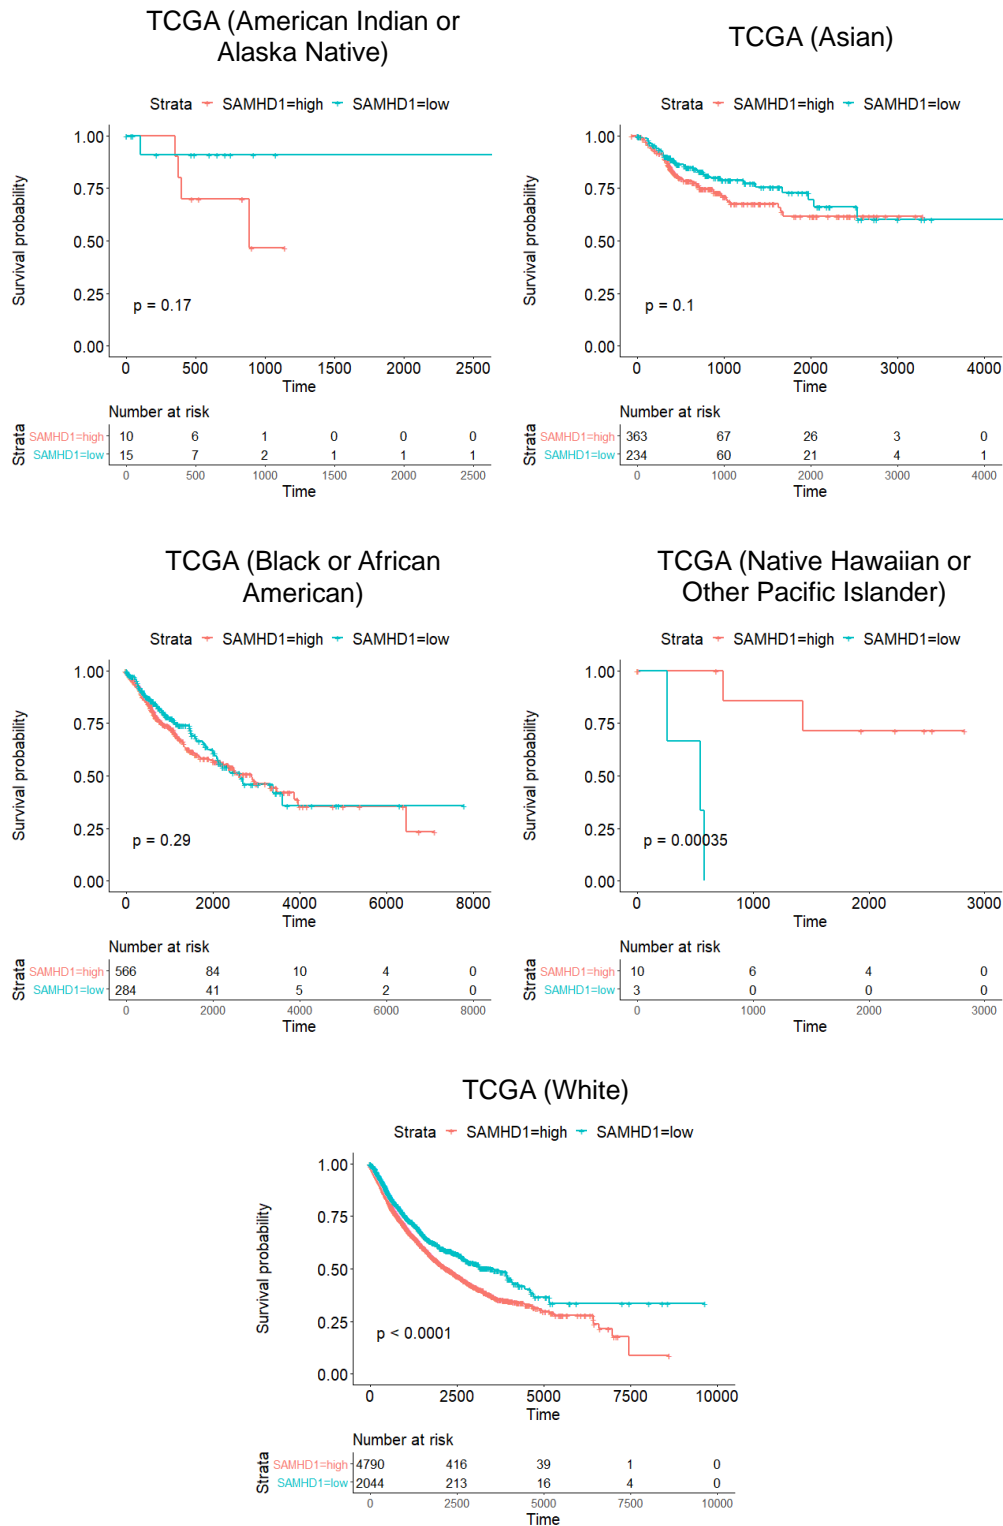 TCGA (American Indian or
Alaska Native)
Strata SAMHD1=high SAMHD1=low
Survival probability
1.00
0.75
0.50
0.25
0.00
p = 0.17
0 500 1000 1500 2000 2500
Time
Number at risk
Strata
SAMHD1=high 10 6 1 0 0 0
SAMHD1=low 15 7 2 1 1 1
0 500 1000 1500 2000 2500
Time
TCGA (Asian)
Strata SAMHD1=high SAMHD1=low
Survival probability
1.00
0.75
0.50
0.25
0.00
p = 0.1
0 1000 2000 3000 4000
Time
Number at risk
Strata
SAMHD1=high 363 67 26 3 0
SAMHD1=low 234 60 21 4 1
0 1000 2000 3000 4000
Time
TCGA (Black or African
American)
Strata SAMHD1=high SAMHD1=low
Survival probability
1.00
0.75
0.50
0.25
0.00
p = 0.29
0 2000 4000 6000 8000
Time
Number at risk
Strata
SAMHD1=high 566 84 10 4 0
SAMHD1=low 284 41 5 2 0
0 2000 4000 6000 8000
Time
TCGA (Native Hawaiian or
Other Pacific Islander)
Strata SAMHD1=high SAMHD1=low
Survival probability
1.00
0.75
0.50
0.25
0.00
p = 0.00035
0 1000 2000 3000
Time
Number at risk
Strata
SAMHD1=high 10 6 4 0
SAMHD1=low 3 0 0 0
0 1000 2000 3000
Time
TCGA (White)
Strata SAMHD1=high SAMHD1=low
Survival probability
1.00
0.75
0.50
0.25
0.00
p < 0.0001
0 2500 5000 7500 10000
Time
Number at risk
Strata
SAMHD1=high 4790 416 39 1 0
SAMHD1=low 2044 213 16 4 0
0 2500 5000 7500 10000
Time